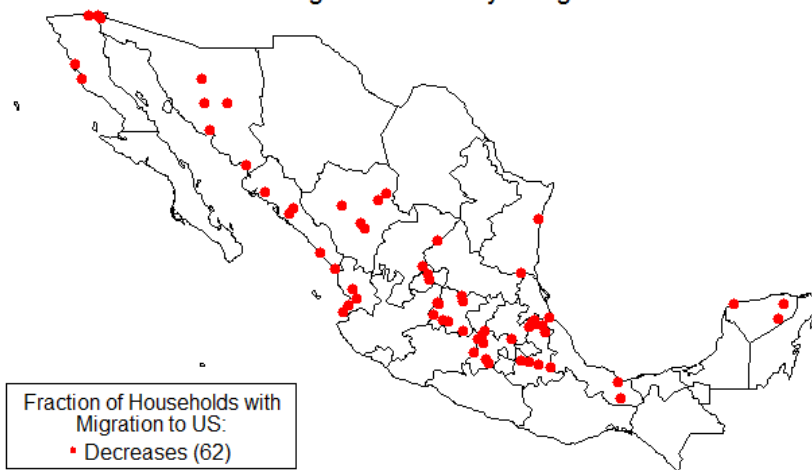 Fraction of Households with
Migration to US:
Decreases (62)